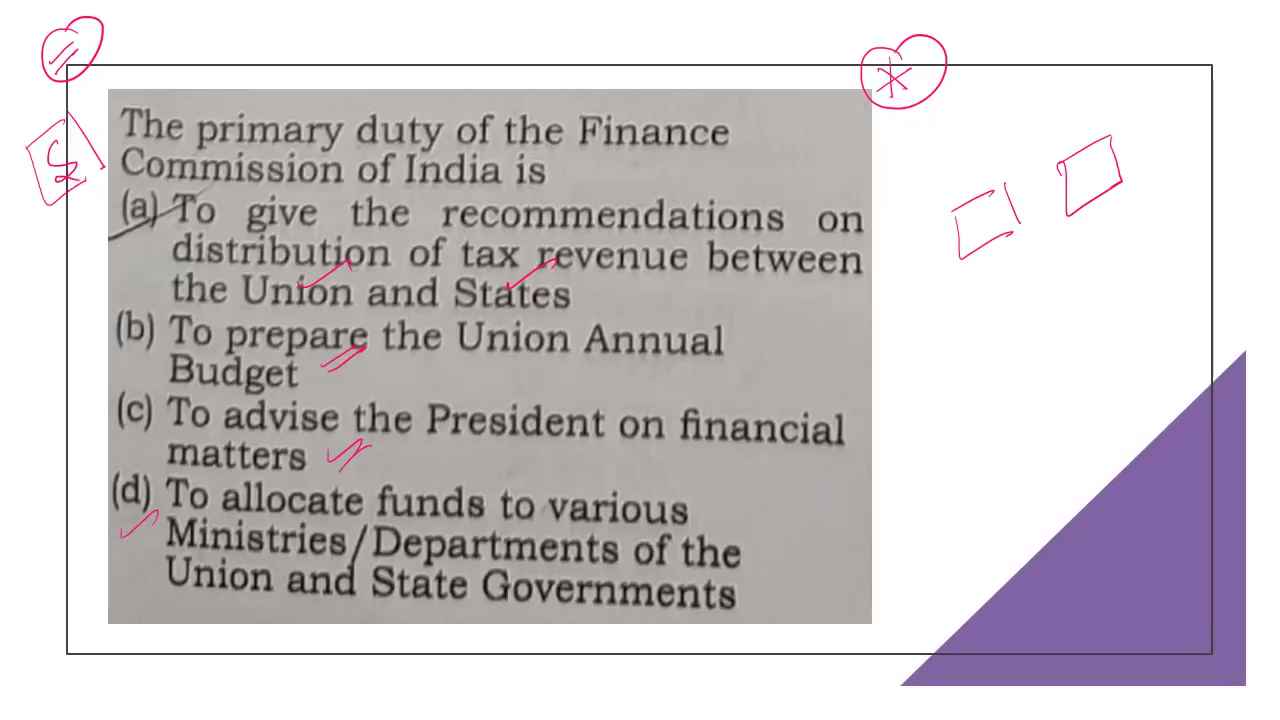 The primary duty of the Finance
Commission of India is
(a) To give the recommendations on
distribution of tax revenue between
the Union and States
(b) To prepare the Union Annual
Budget
(c) To advise the President on financial
matters
(d) To allocate funds to various
Ministries/Departments of the
Union and State Governments